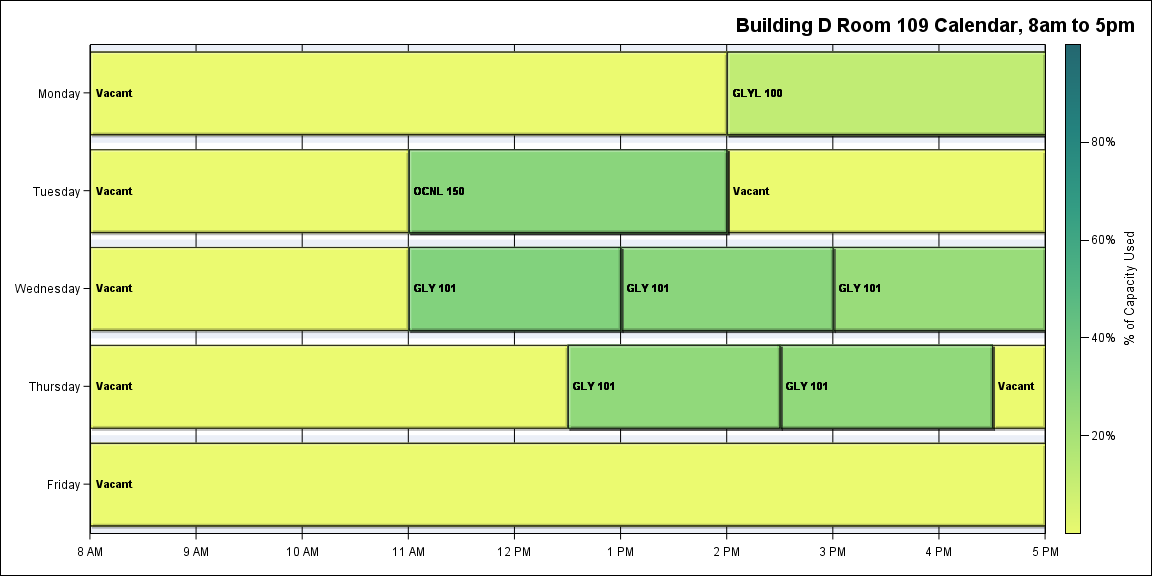 Building D Room 109 Calendar, 8am to 5pm
Monday
Vacant
GLYL 100
Tuesday
Vacant
OCNL 150
Vacant
Wednesday
Vacant
GLY 101
GLY 101
GLY 101
Thursday
Vacant
GLY 101
GLY 101
Vacant
Friday
Vacant
8 AM
9 AM
10 AM
11 AM
12 PM
1 PM
2 PM
3 PM
4 PM
5 PM
80%
60%
40%
20%
% of Capacity Used